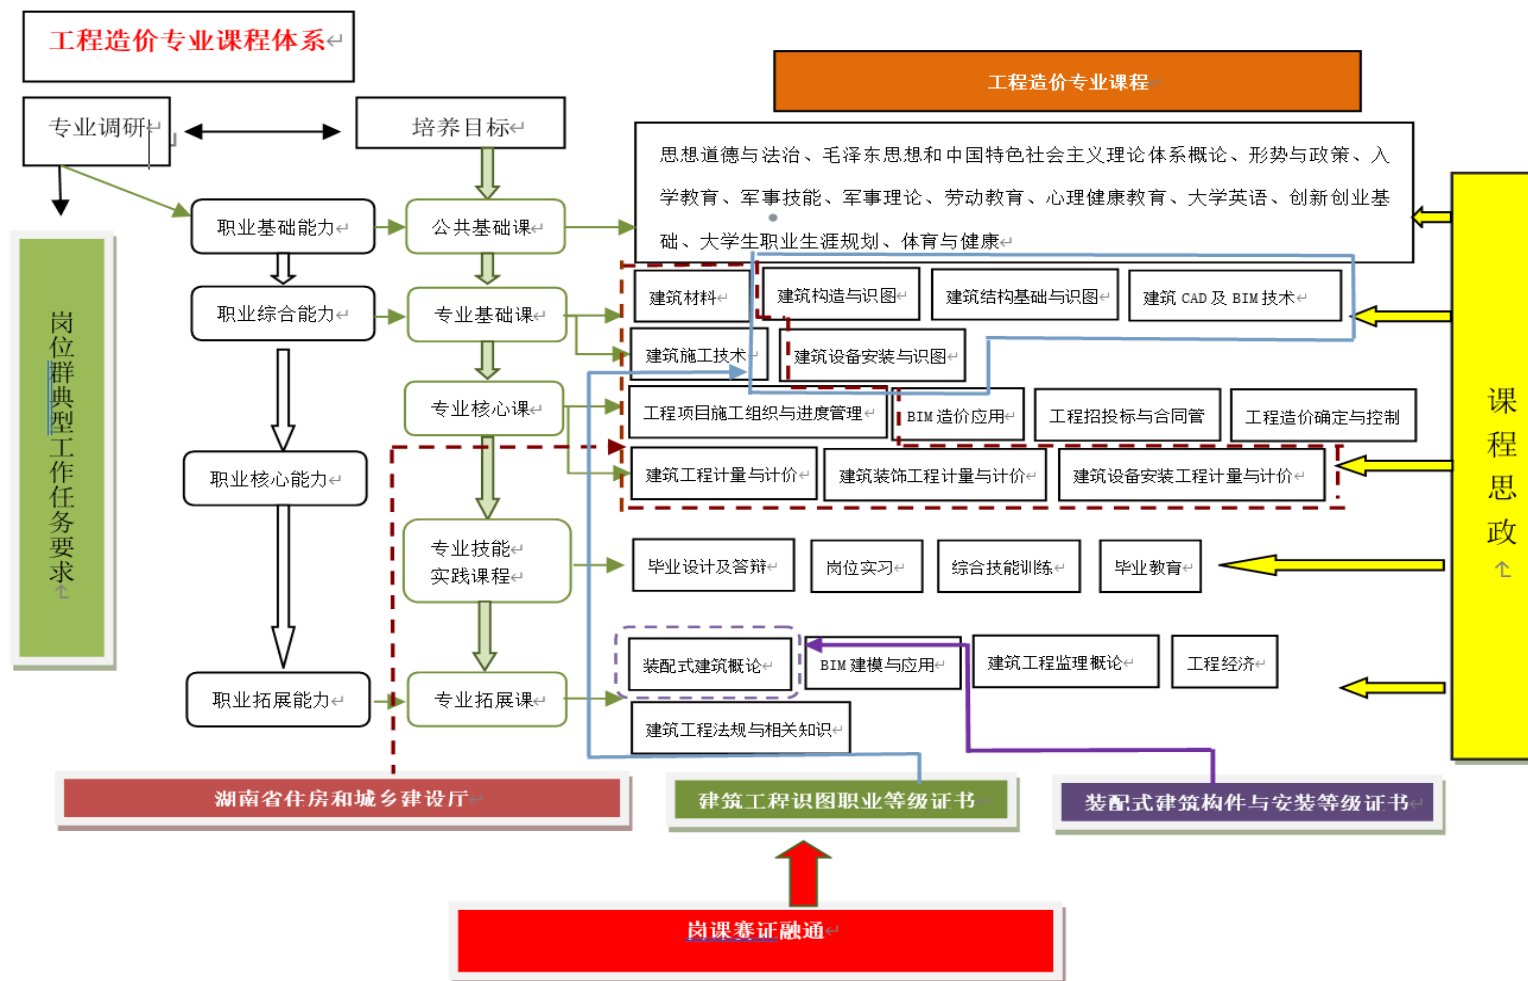 工程造价专业课程体系
工程造价专业课程
专业调研
培养目标
思想道德与法治、毛泽东思想和中国特色社会主义理论体系概论、形势与政策、入
学教育、军事技能、军事理论、劳动教育、心理健康教育、大学英语、创新创业基
础、大学生职业生涯规划、体育与健康
职业基础能力
公共基础课
职业综合能力
专业基础课
建筑材料
建筑构造与识图
建筑结构基础与识图
建筑 CAD 及 BIM 技术
建筑施工技术
建筑设备安装与识图
岗位群典型工作任务要求
专业核心课
工程项目施工组织与进度管理
BIM 造价应用
工程招投标与合同管
工程造价确定与控制
职业核心能力
建筑工程计量与计价
建筑装饰工程计量与计价
建筑设备安装工程计量与计价
课程思政
专业技能
实践课程
毕业设计及答辩
岗位实习
综合技能训练
毕业教育
装配式建筑概论
BIM 建模与应用
建筑工程监理概论
工程经济
职业拓展能力
专业拓展课
建筑工程法规与相关知识
湖南省住房和城乡建设厅
建筑工程识图职业等级证书
装配式建筑构件与安装等级证书
岗课赛证融通